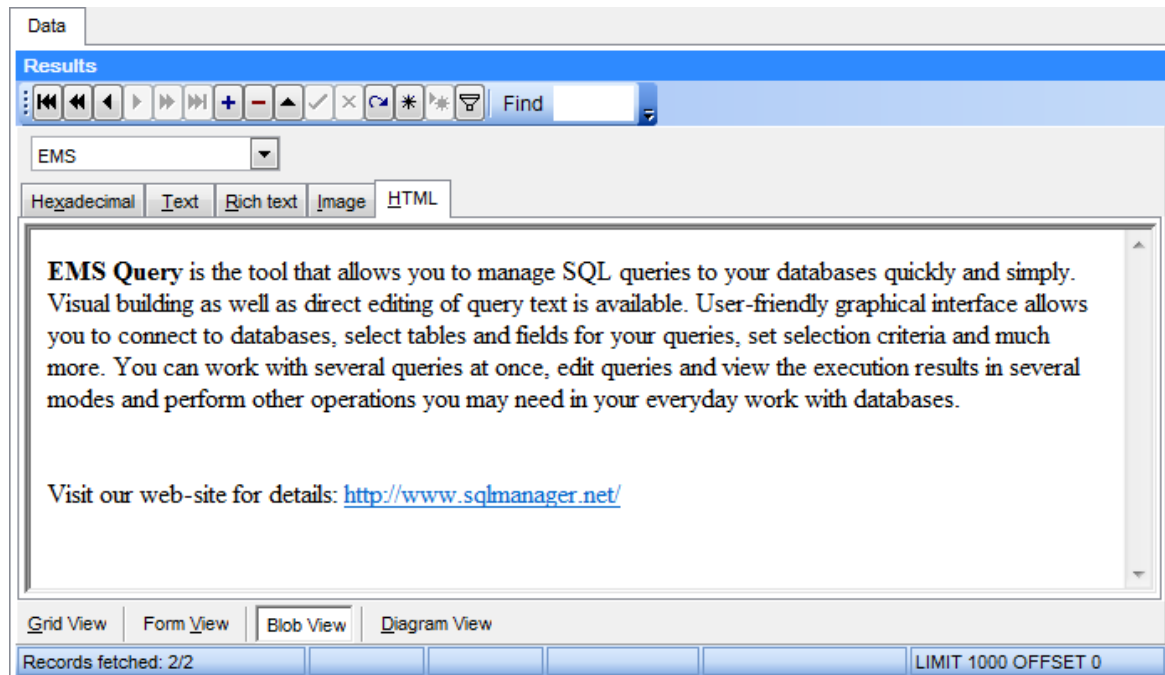 Data
Results
Find
EMS
Hexadecimal Text Rich text Image HTML
EMS Query is the tool that allows you to manage SQL queries to your databases quickly and simply.
Visual building as well as direct editing of query text is available. User-friendly graphical interface allows
you to connect to databases, select tables and fields for your queries, set selection criteria and much
more. You can work with several queries at once, edit queries and view the execution results in several
modes and perform other operations you may need in your everyday work with databases.
Visit our web-site for details: http://www.sqlmanager.net/
Grid View Form View Blob View Diagram View
Records fetched: 2/2 LIMIT 1000 OFFSET 0